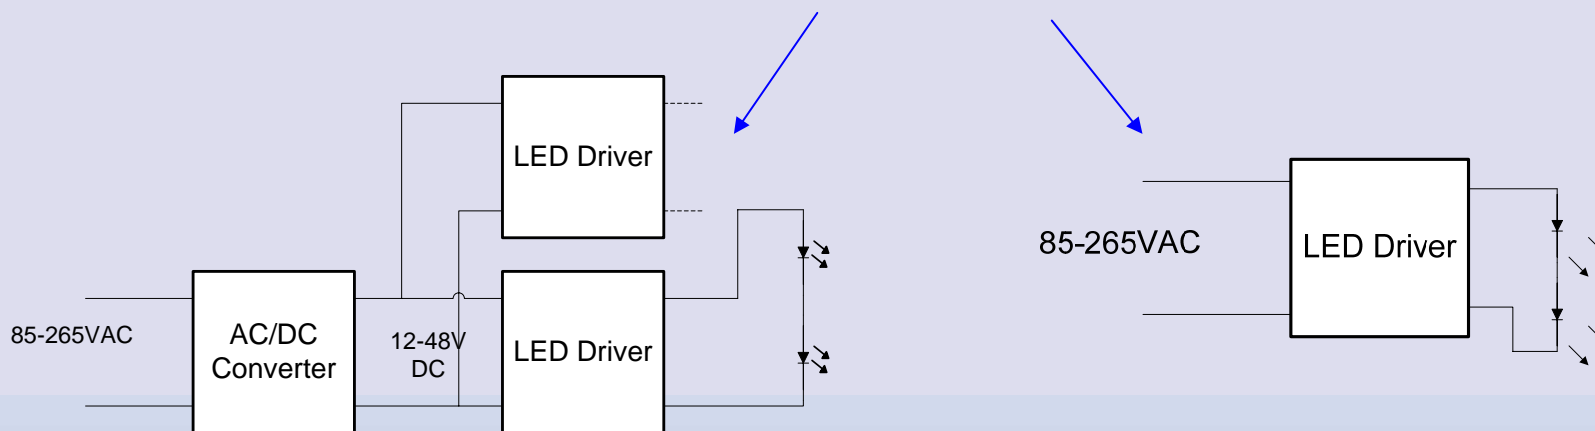 LED Driver
85-265VAC
AC/DC
Converter
12-48V
DC
LED Driver
85-265VAC
LED Driver